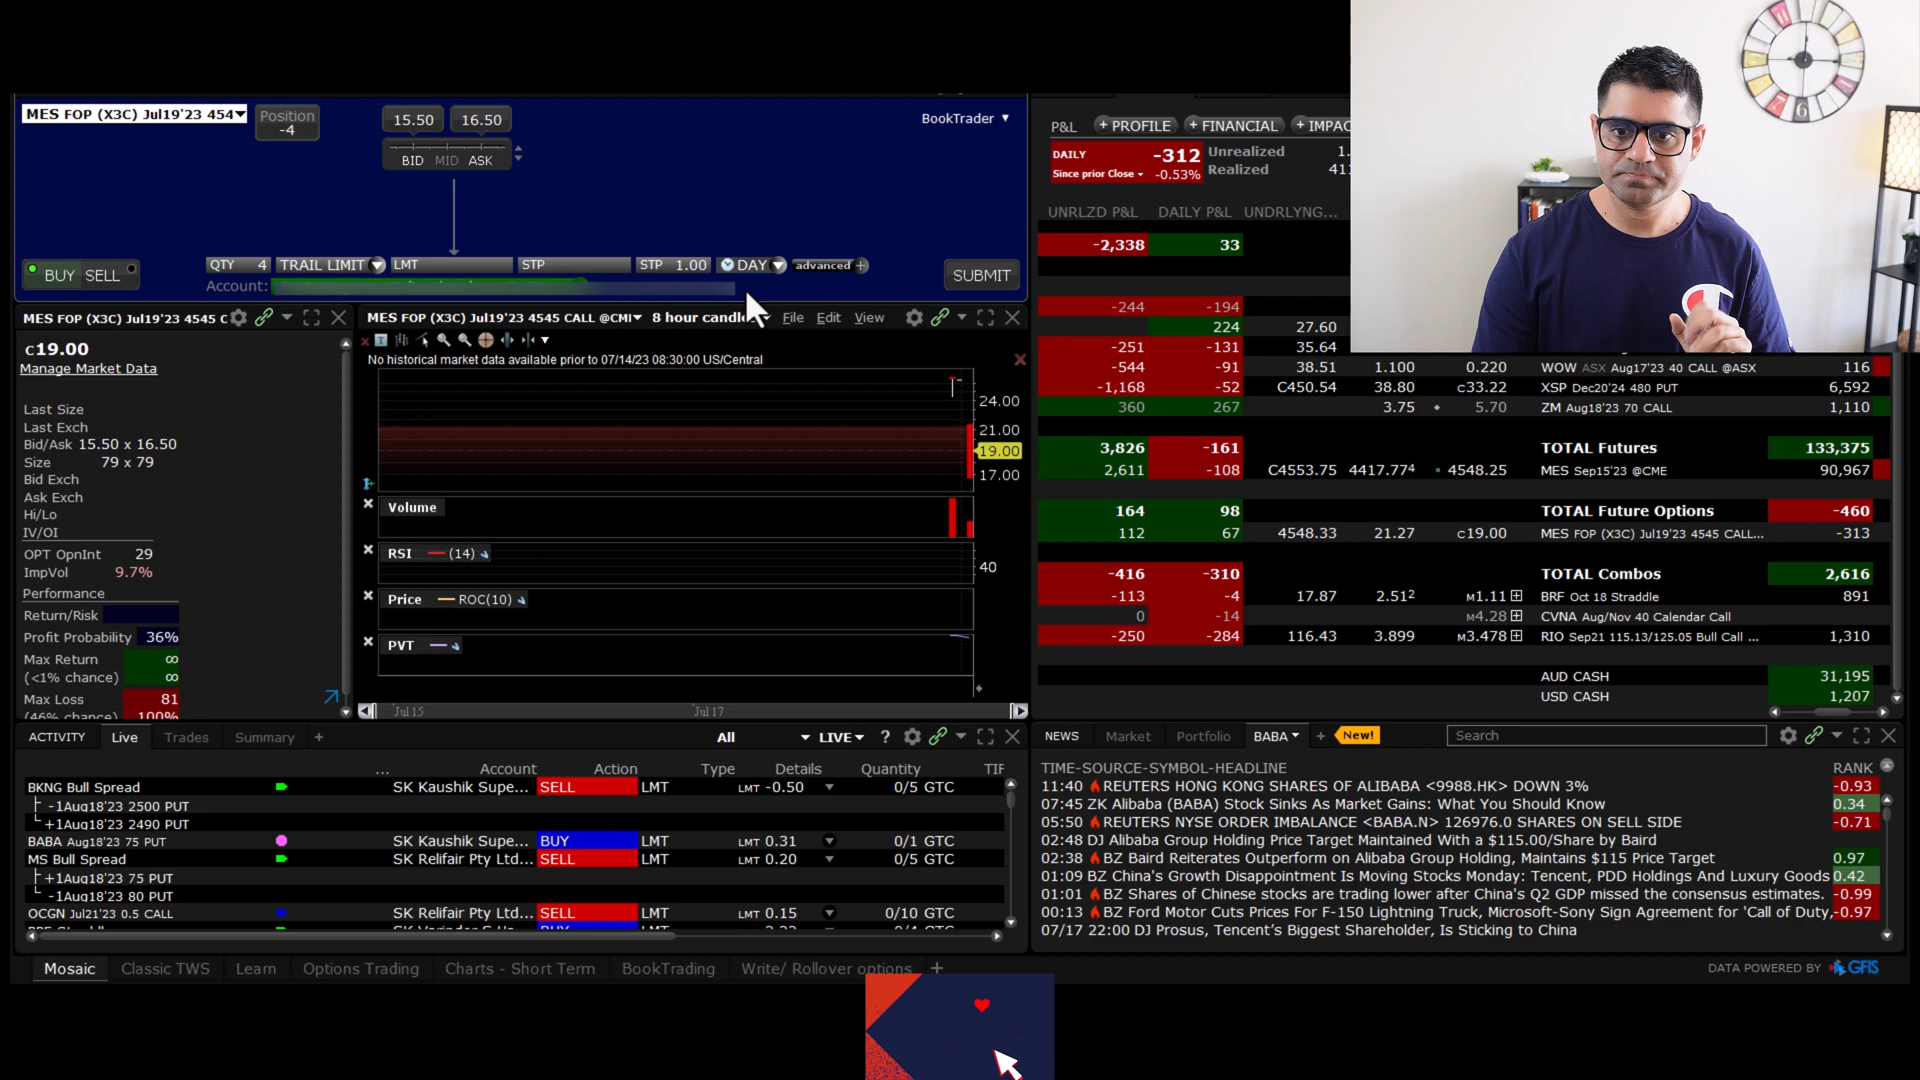 MES FOP (X3C) Jul19'23 454
Position
-4
15.50 16.50
BID MID ASK
BookTrader
BUY SELL
QTY 4 TRAIL LIMIT LMT STP STP 1.00 DAY advanced +
Account:
SUBMIT
P&L + PROFILE + FINANCIAL + IMPAC
DAILY -312 Unrealized 1.
Since prior Close -0.53% Realized 411
UNRLZD P&L DAILY P&L UNDRLYNG...
-2,338 33
-244 -194
224 27.60
-251 -131 35.64
-544 -91 38.51 1.100 0.220 WOW ASX Aug17'23 40 CALL @ASX 116
-1,168 -52 C450.54 38.80 c33.22 XSP Dec20'24 480 PUT 6,592
360 267 3.75 5.70 ZM Aug18'23 70 CALL 1,110
3,826 -161 TOTAL Futures 133,375
2,611 -108 C4553.75 4417.774 4548.25 MES Sep15'23 @CME 90,967
164 98 TOTAL Future Options -460
112 67 4548.33 21.27 c19.00 MES FOP (X3C) Jul19'23 4545 CALL... -313
-416 -310 TOTAL Combos 2,616
-113 -4 17.87 2.512 M1.11 BRF Oct 18 Straddle 891
0 -14 M4.28 CVNA Aug/Nov 40 Calendar Call
-250 -284 116.43 3.899 M3.478 RIO Sep21 115.13/125.05 Bull Call ... 1,310
AUD CASH 31,195
USD CASH 1,207
MES FOP (X3C) Jul19'23 4545 C
c19.00
Manage Market Data
Last Size
Last Exch
Bid/Ask 15.50 x 16.50
Size 79 x 79
Bid Exch
Ask Exch
Hi/Lo
IV/OI
OPT OpnInt 29
ImpVol 9.7%
Performance
Return/Risk
Profit Probability 36%
Max Return ∞
(<1% chance) ∞
Max Loss 81
(46% chance) 100%
MES FOP (X3C) Jul19'23 4545 CALL @CMI 8 hour candle File Edit View
No historical market data available prior to 07/14/23 08:30:00 US/Central
24.00
21.00
19.00
17.00
Volume
RSI (14)
40
Price ROC(10)
PVT
Jul 15 Jul 17
ACTIVITY Live Trades Summary +
All LIVE ?
... Account Action Type Details Quantity TIF
BKNG Bull Spread SK Kaushik Supe... SELL LMT LMT -0.50 0/5 GTC
-1Aug18'23 2500 PUT
+1Aug18'23 2490 PUT
BABA Aug18'23 75 PUT SK Kaushik Supe... BUY LMT LMT 0.31 0/1 GTC
MS Bull Spread SK Relifair Pty Ltd... SELL LMT LMT 0.20 0/5 GTC
+1Aug18'23 75 PUT
-1Aug18'23 80 PUT
OCGN Jul21'23 0.5 CALL SK Relifair Pty Ltd... SELL LMT LMT 0.15 0/10 GTC
NEWS Market Portfolio BABA + New! Search
TIME-SOURCE-SYMBOL-HEADLINE RANK
11:40 REUTERS HONG KONG SHARES OF ALIBABA <9988.HK> DOWN 3% -0.93
07:45 ZK Alibaba (BABA) Stock Sinks As Market Gains: What You Should Know 0.34
05:50 REUTERS NYSE ORDER IMBALANCE <BABA.N> 126976.0 SHARES ON SELL SIDE -0.71
02:48 DJ Alibaba Group Holding Price Target Maintained With a $115.00/Share by Baird
02:38 BZ Baird Reiterates Outperform on Alibaba Group Holding, Maintains $115 Price Target 0.97
01:09 BZ China's Growth Disappointment Is Moving Stocks Monday: Tencent, PDD Holdings And Luxury Goods 0.42
01:01 BZ Shares of Chinese stocks are trading lower after China's Q2 GDP missed the consensus estimates. -0.99
00:13 BZ Ford Motor Cuts Prices For F-150 Lightning Truck, Microsoft-Sony Sign Agreement for 'Call of Duty, -0.97
07/17 22:00 DJ Prosus, Tencent's Biggest Shareholder, Is Sticking to China
Mosaic Classic TWS Learn Options Trading Charts - Short Term BookTrading Write/ Rollover options +
DATA POWERED BY GFIS